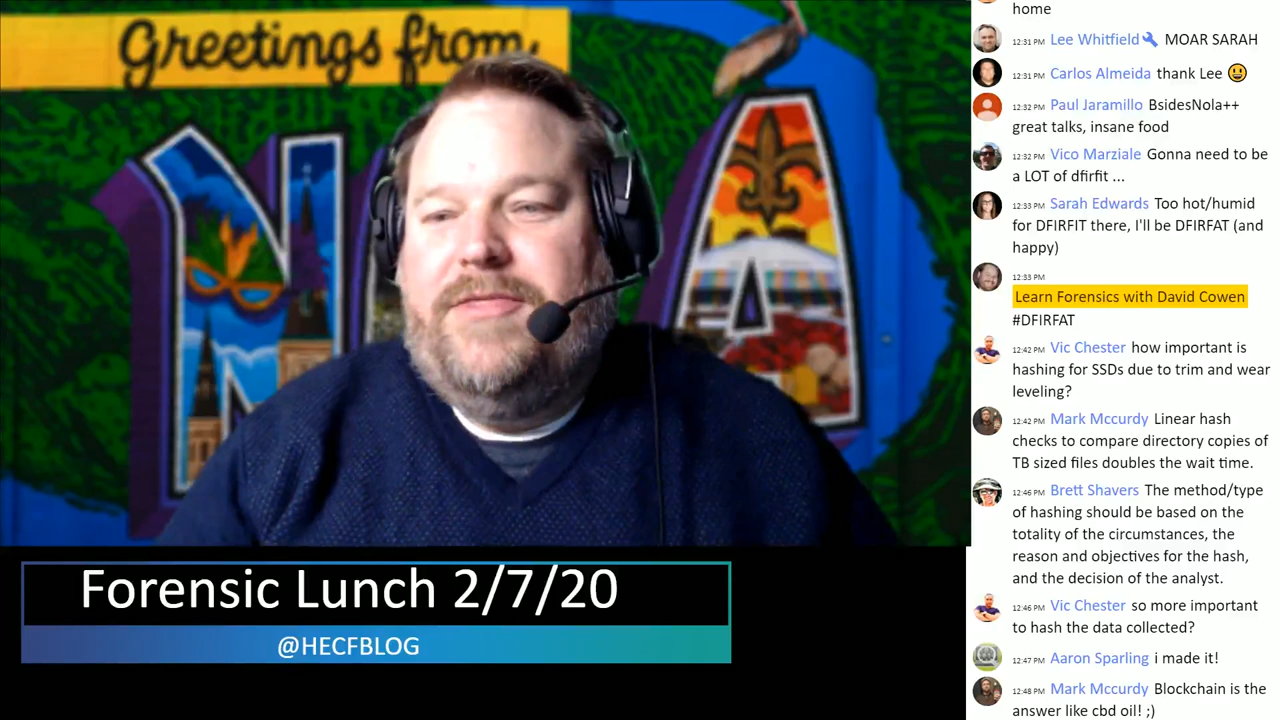 Greetings from
N A
Forensic Lunch 2/7/20
@HECFBLOG
home
12:31 PM Lee Whitfield MOAR SARAH
12:31 PM Carlos Almeida thank Lee 😃
12:32 PM Paul Jaramillo BsidesNola++
great talks, insane food
12:32 PM Vico Marziale Gonna need to be
a LOT of dfirfit ...
12:33 PM Sarah Edwards Too hot/humid
for DFIRFIT there, I'll be DFIRFAT (and
happy)
12:33 PM
Learn Forensics with David Cowen
#DFIRFAT
12:42 PM Vic Chester how important is
hashing for SSDs due to trim and wear
leveling?
12:42 PM Mark Mccurdy Linear hash
checks to compare directory copies of
TB sized files doubles the wait time.
12:46 PM Brett Shavers The method/type
of hashing should be based on the
totality of the circumstances, the
reason and objectives for the hash,
and the decision of the analyst.
12:46 PM Vic Chester so more important
to hash the data collected?
12:47 PM Aaron Sparling i made it!
12:48 PM Mark Mccurdy Blockchain is the
answer like cbd oil! ;)